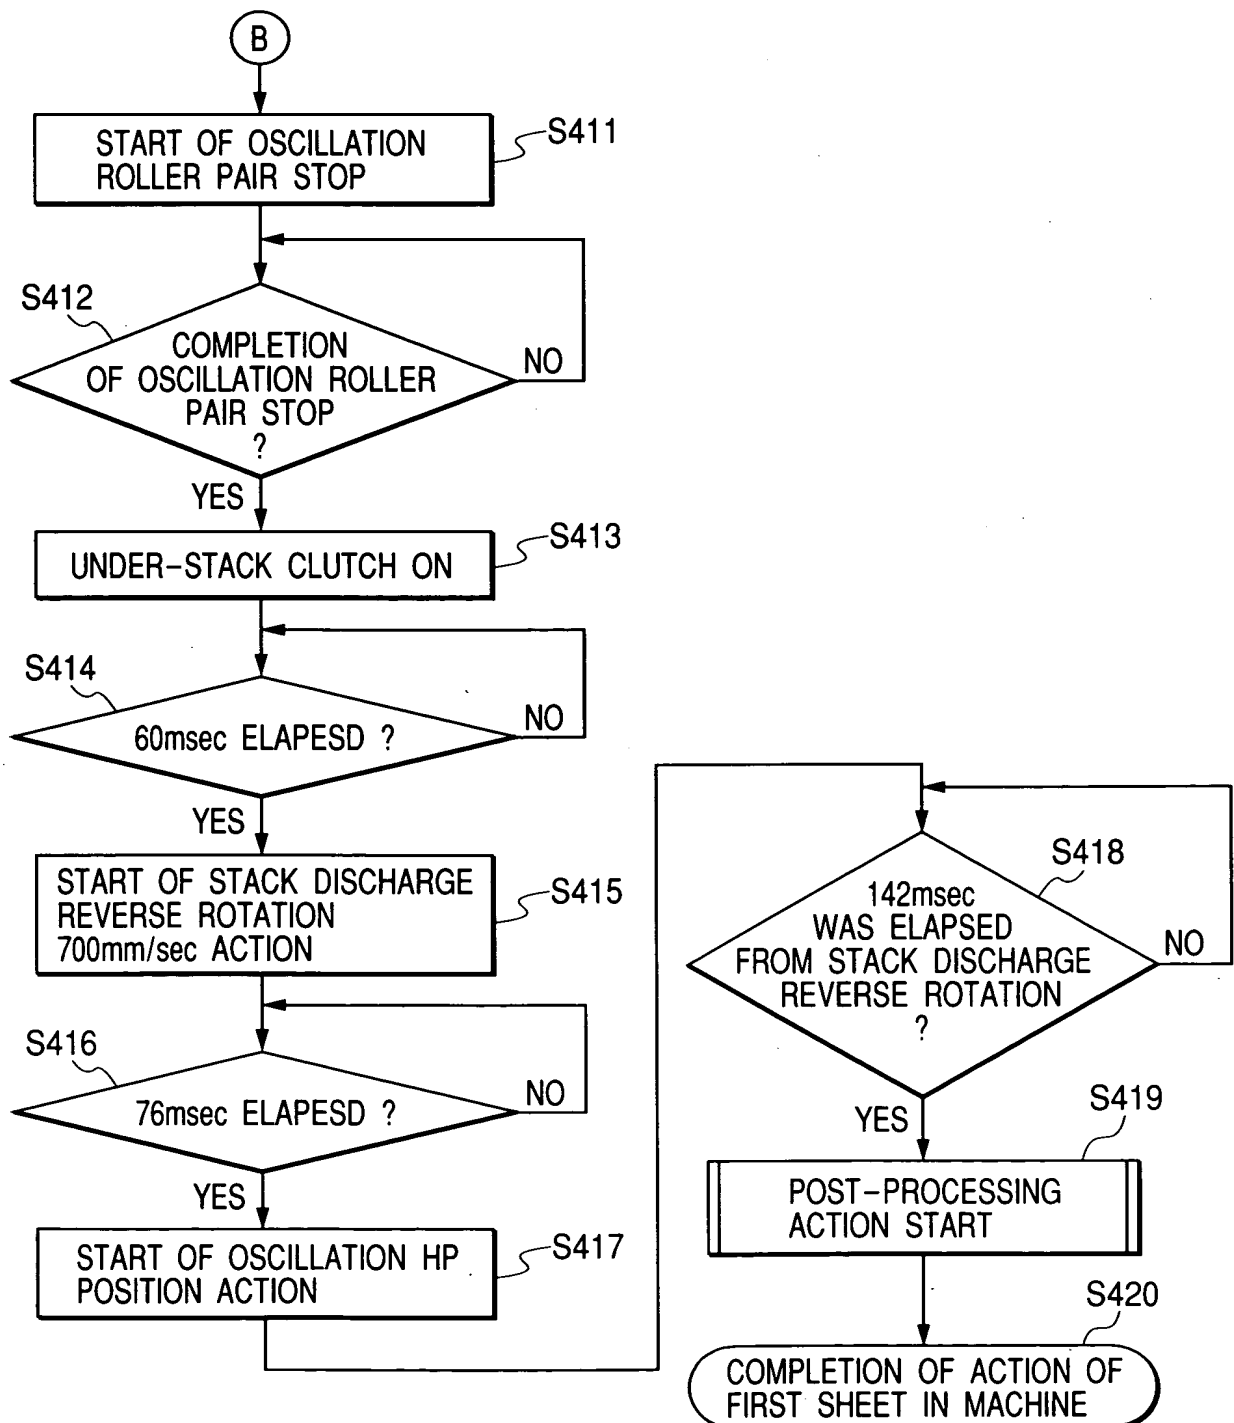 B
START OF OSCILLATION
ROLLER PAIR STOP
S411
S412
COMPLETION
OF OSCILLATION ROLLER
PAIR STOP
?
NO
YES
UNDER-STACK CLUTCH ON
S413
S414
60msec ELAPESD ?
NO
YES
START OF STACK DISCHARGE
REVERSE ROTATION
700mm/sec ACTION
S415
S416
76msec ELAPESD ?
NO
YES
START OF OSCILLATION HP
POSITION ACTION
S417
S418
142msec
WAS ELAPSED
FROM STACK DISCHARGE
REVERSE ROTATION
?
NO
YES
S419
POST-PROCESSING
ACTION START
S420
COMPLETION OF ACTION OF
FIRST SHEET IN MACHINE